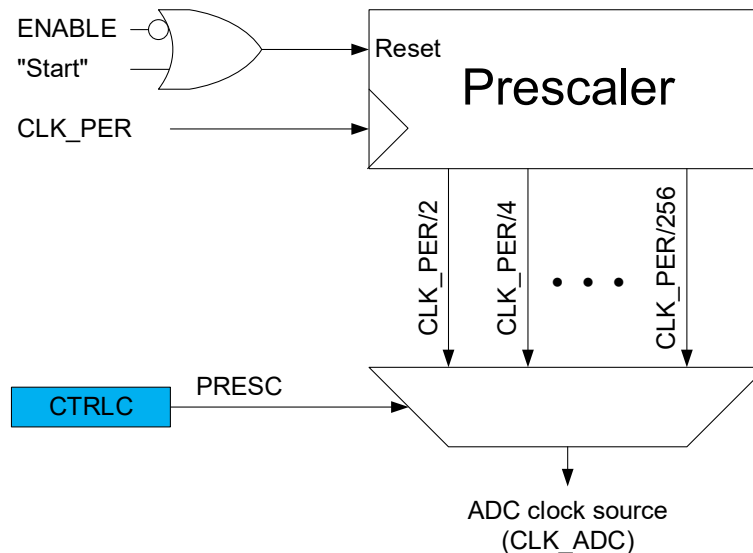 ENABLE
"Start"
Reset
Prescaler
CLK_PER
CLK_PER/2
CLK_PER/4
CLK_PER/256
CTRLC
PRESC
ADC clock source
(CLK_ADC)